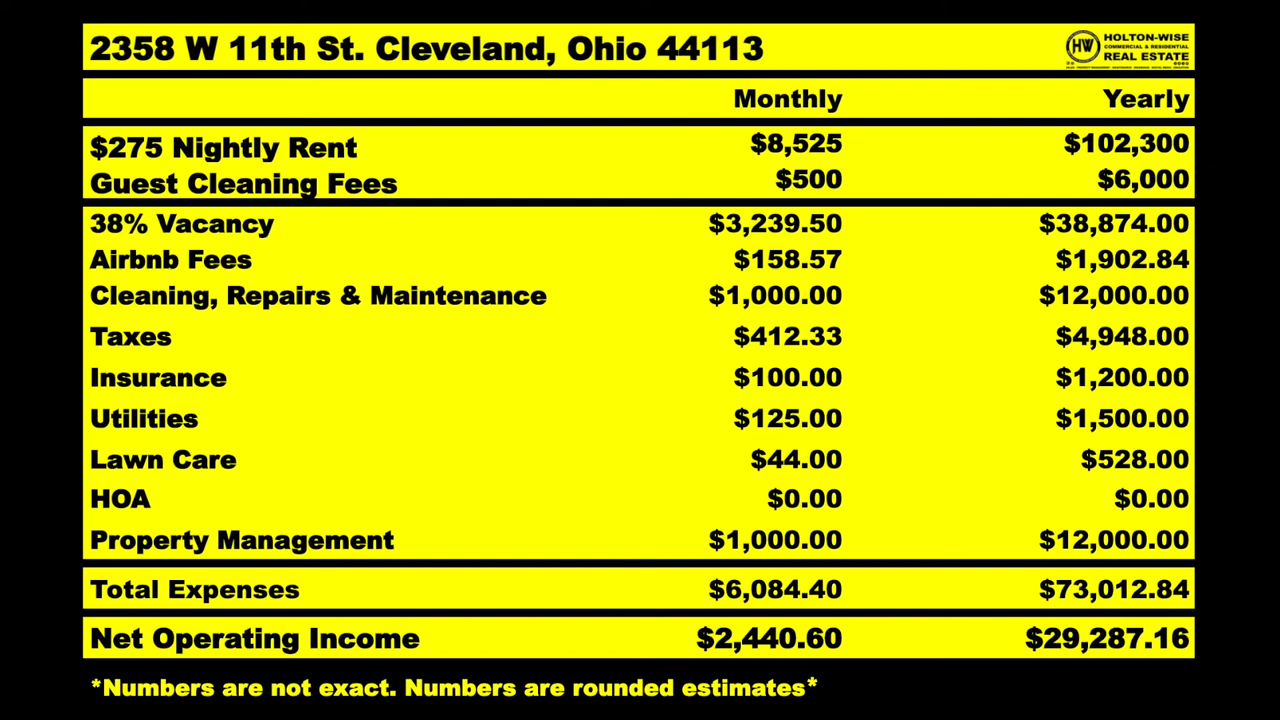 2358 W 11th St. Cleveland, Ohio 44113
HW
HOLTON-WISE
COMMERCIAL & RESIDENTIAL
REAL ESTATE
Monthly Yearly
$275 Nightly Rent $8,525 $102,300
Guest Cleaning Fees $500 $6,000
38% Vacancy $3,239.50 $38,874.00
Airbnb Fees $158.57 $1,902.84
Cleaning, Repairs & Maintenance $1,000.00 $12,000.00
Taxes $412.33 $4,948.00
Insurance $100.00 $1,200.00
Utilities $125.00 $1,500.00
Lawn Care $44.00 $528.00
HOA $0.00 $0.00
Property Management $1,000.00 $12,000.00
Total Expenses $6,084.40 $73,012.84
Net Operating Income $2,440.60 $29,287.16
*Numbers are not exact. Numbers are rounded estimates*